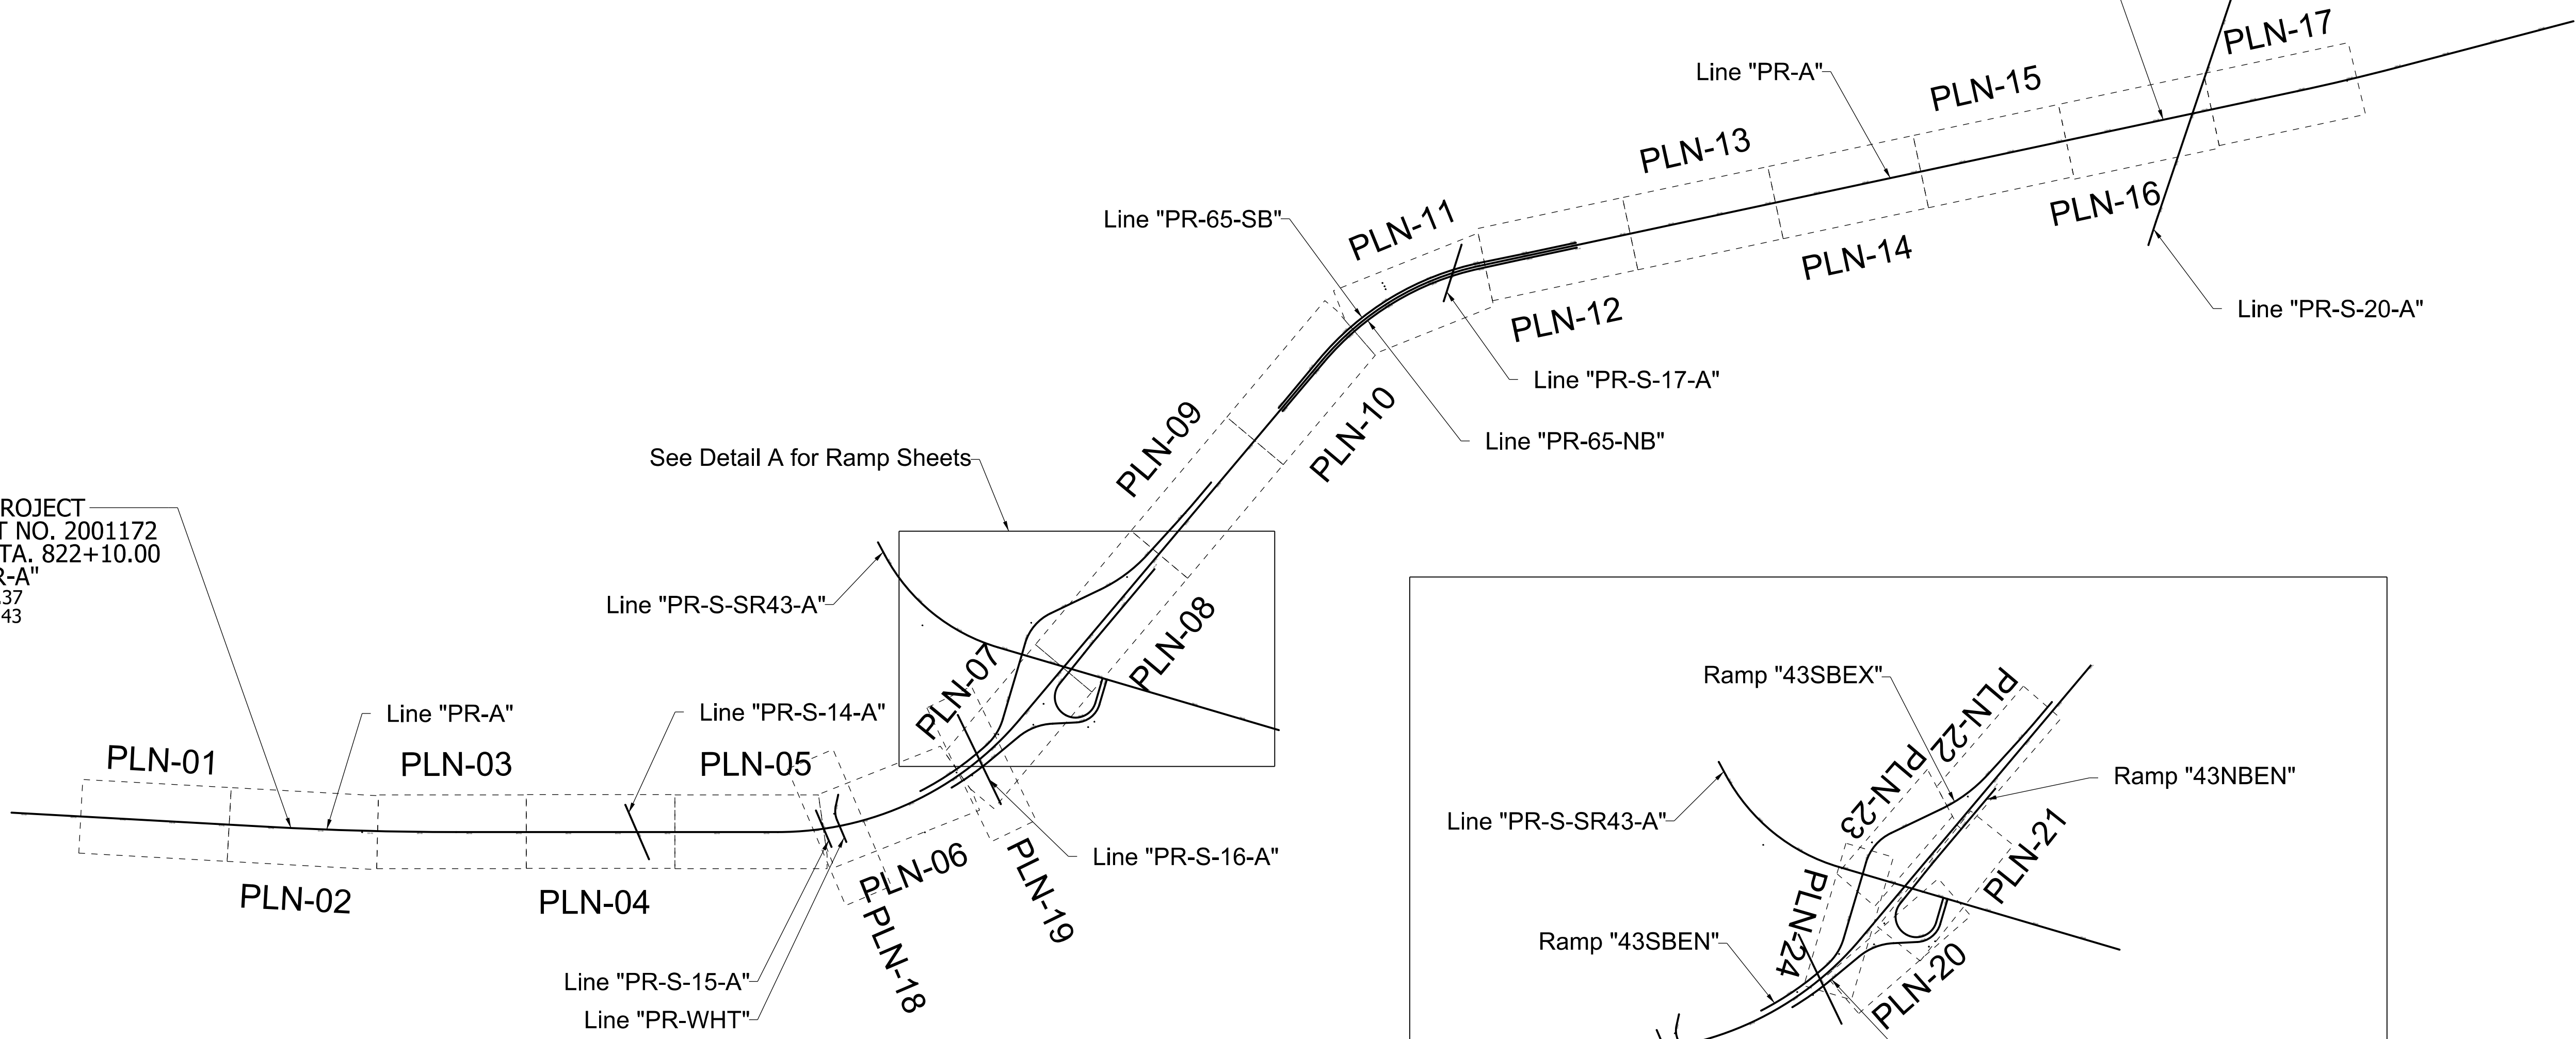 PLN-17
Line "PR-A"
PLN-15
PLN-13
PLN-16
Line "PR-65-SB"
PLN-11
PLN-14
Line "PR-S-20-A"
PLN-12
Line "PR-S-17-A"
PLN-09
PLN-10
Line "PR-65-NB"
See Detail A for Ramp Sheets
ROJECT
T NO. 2001172
TA. 822+10.00
R-A"
.37
43
Line "PR-S-SR43-A"
PLN-08
PLN-07
Line "PR-A"
Line "PR-S-14-A"
PLN-01
PLN-03
PLN-05
PLN-02
PLN-04
PLN-06
PLN-18
PLN-19
Line "PR-S-16-A"
Line "PR-S-15-A"
Line "PR-WHT"
Ramp "43SBEX"
PLN-22
PLN-23
Ramp "43NBEN"
Line "PR-S-SR43-A"
PLN-21
PLN-24
Ramp "43SBEN"
PLN-20